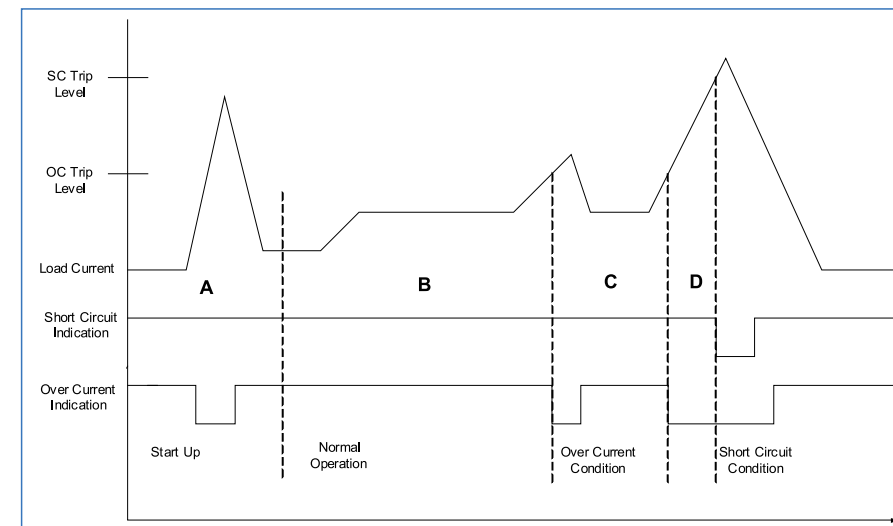 SC Trip
Level
OC Trip
Level
Load Current
A
B
C
D
Short Circuit
Indication
Over Current
Indication
Start Up
Normal
Operation
Over Current
Condition
Short Circuit
Condition